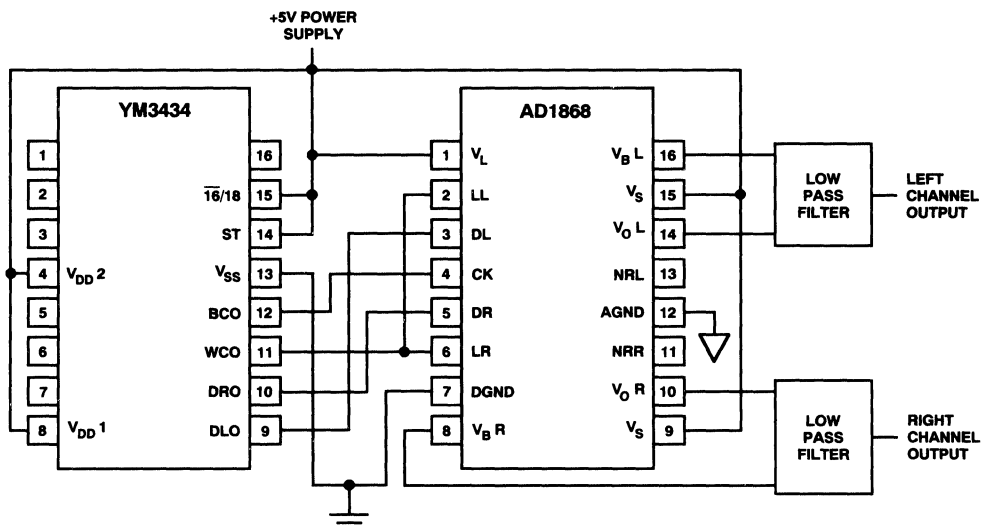 +5V POWER
SUPPLY
YM3434
1
2
3
4 VDD 2
5
6
7
8 VDD 1
16
1̅6̅/18 15
ST 14
VSS 13
BCO 12
WCO 11
DRO 10
DLO 9
AD1868
1 VL
2 LL
3 DL
4 CK
5 DR
6 LR
7 DGND
8 VB R
VB L 16
VS 15
VO L 14
NRL 13
AGND 12
NRR 11
VO R 10
VS 9
LOW
PASS
FILTER
LEFT
CHANNEL
OUTPUT
LOW
PASS
FILTER
RIGHT
CHANNEL
OUTPUT